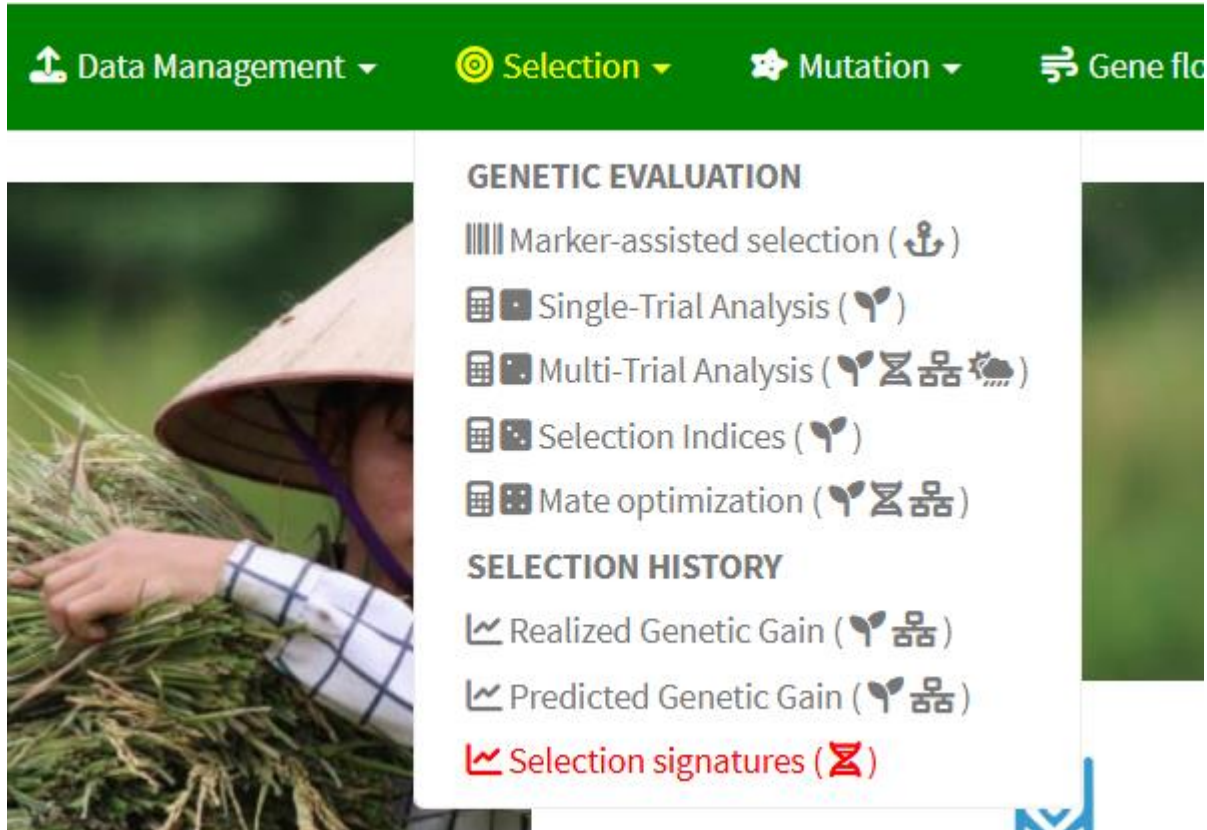 Data Management Selection Mutation Gene flo
GENETIC EVALUATION
Marker-assisted selection ( )
Single-Trial Analysis ( )
Multi-Trial Analysis ( )
Selection Indices ( )
Mate optimization ( )
SELECTION HISTORY
Realized Genetic Gain ( )
Predicted Genetic Gain ( )
Selection signatures ( )